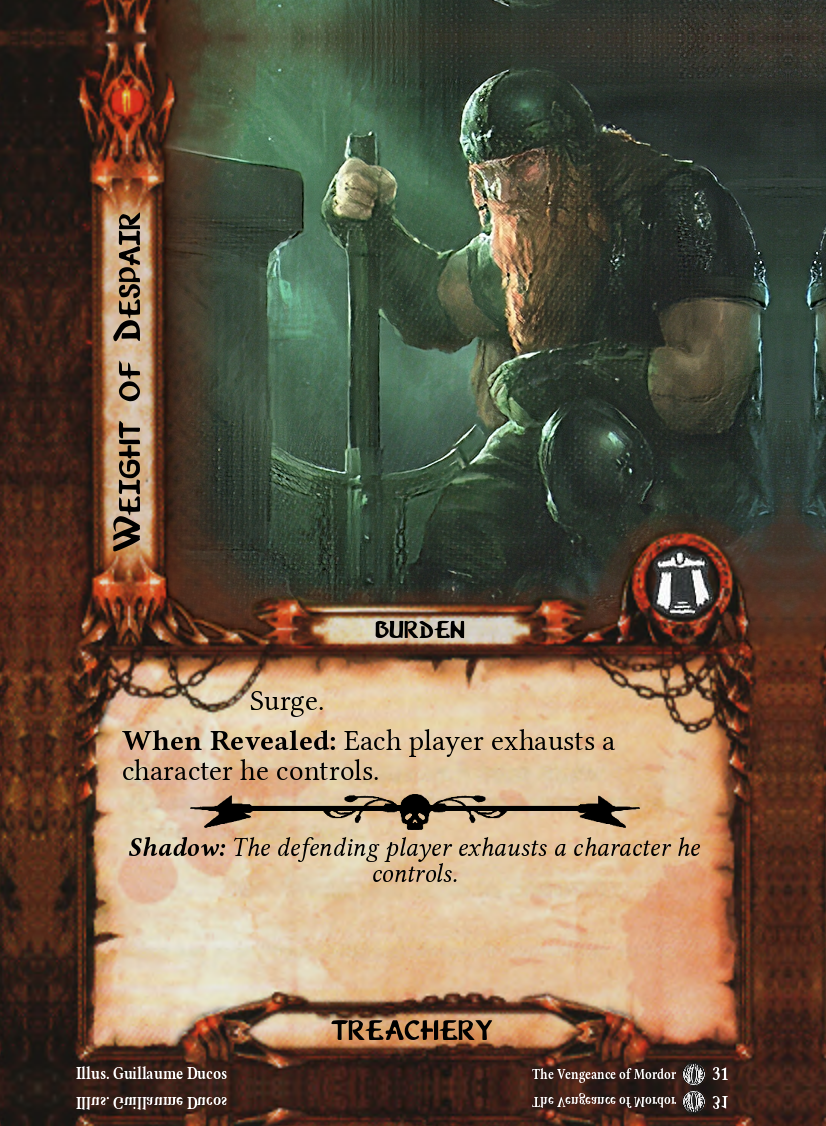 Weight of Despair
BURDEN
Surge.
When Revealed: Each player exhausts a
character he controls.
Shadow: The defending player exhausts a character he
controls.
TREACHERY
Illus. Guillaume Ducos
The Vengeance of Mordor 31
Illus. Guillaume Ducos
The Vengeance of Mordor 31